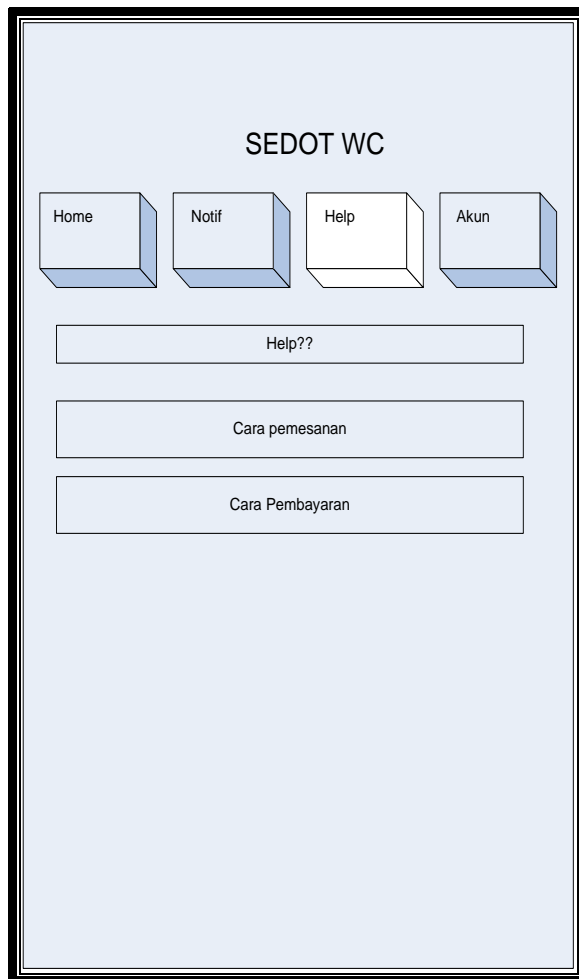 SEDOT WC
Home Notif Help Akun
Help??
Cara pemesanan
Cara Pembayaran